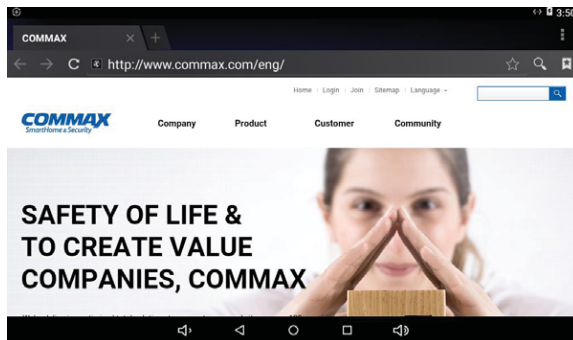 3:50
COMMAX
http://www.commax.com/eng/
Home Login Join Sitemap Language
COMMAX
SmartHome & Security
Company Product Customer Community
SAFETY OF LIFE &
TO CREATE VALUE
COMPANIES, COMMAX